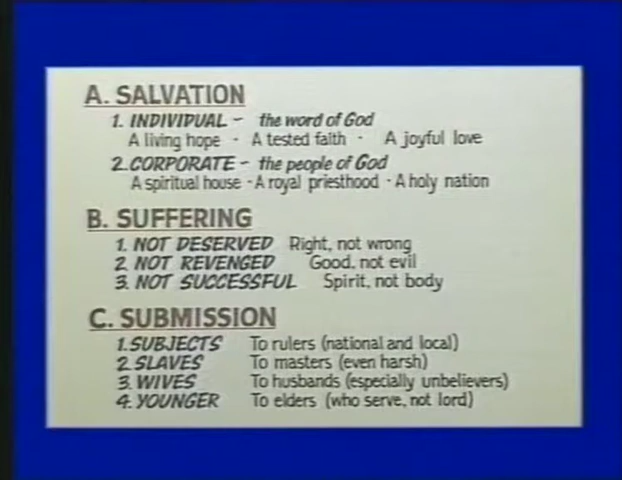 A. SALVATION
1. INDIVIDUAL - the word of God
A living hope - A tested faith - A joyful love
2. CORPORATE - the people of God
A spiritual house - A royal priesthood - A holy nation
B. SUFFERING
1. NOT DESERVED Right, not wrong
2. NOT REVENGED Good, not evil
3. NOT SUCCESSFUL Spirit, not body
C. SUBMISSION
1. SUBJECTS To rulers (national and local)
2. SLAVES To masters (even harsh)
3. WIVES To husbands (especially unbelievers)
4. YOUNGER To elders (who serve, not lord)